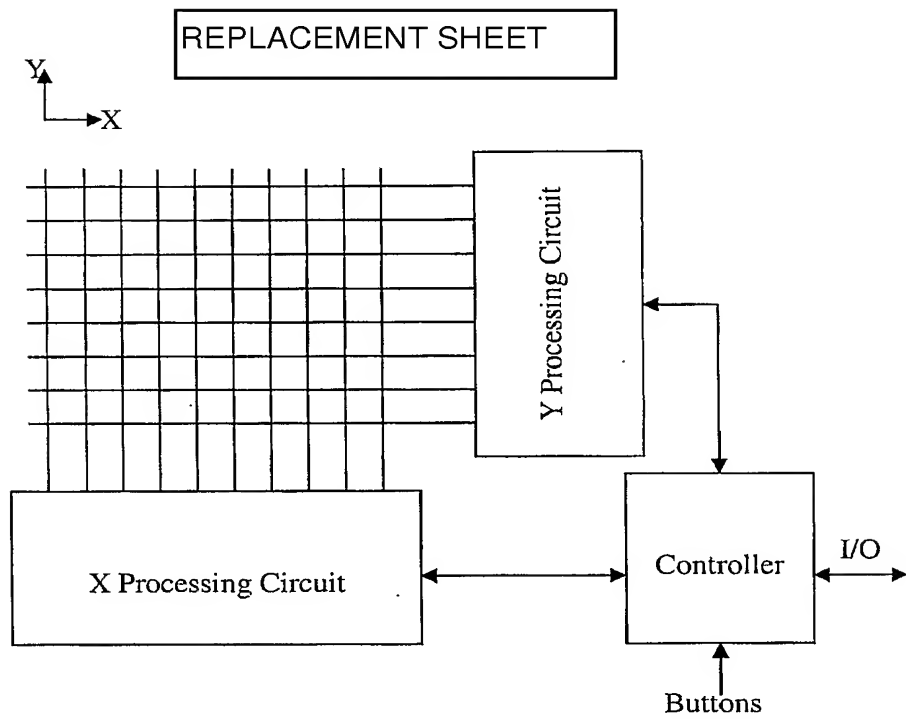 REPLACEMENT SHEET
Y
X
Y Processing Circuit
X Processing Circuit
Controller
I/O
Buttons